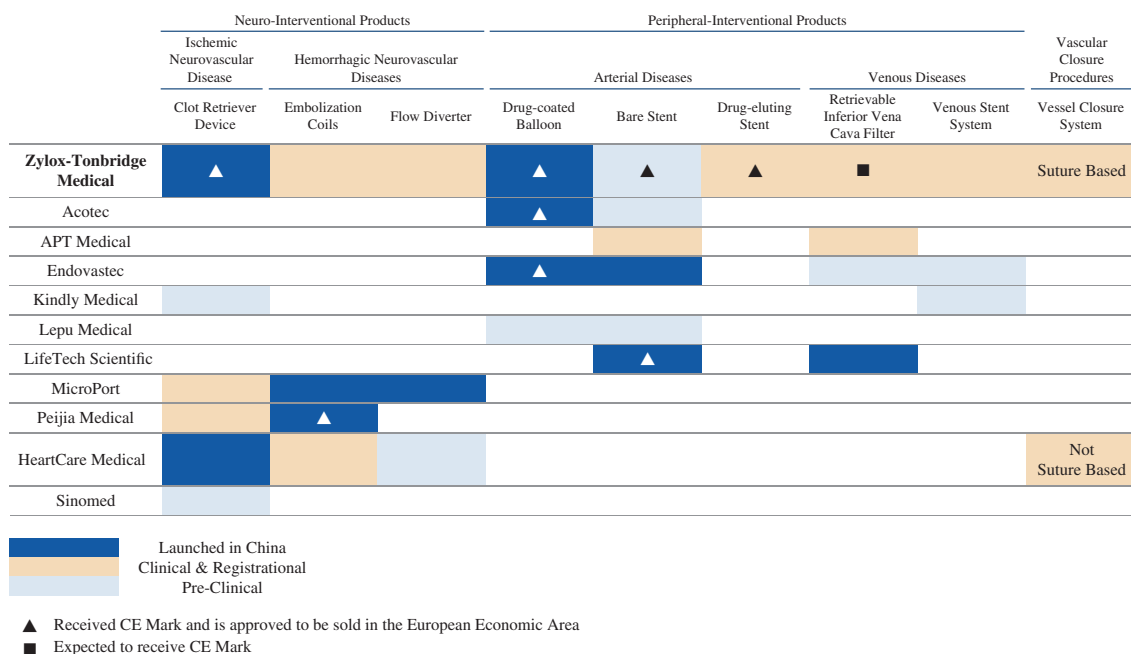 Neuro-Interventional Products
Peripheral-Interventional Products
Ischemic
Neurovascular
Disease
Hemorrhagic Neurovascular
Diseases
Arterial Diseases
Venous Diseases
Vascular
Closure
Procedures
Clot Retriever
Device
Embolization
Coils
Flow Diverter
Drug-coated
Balloon
Bare Stent
Drug-eluting
Stent
Retrievable
Inferior Vena
Cava Filter
Venous Stent
System
Vessel Closure
System
Zylox-Tonbridge
Medical
Suture Based
Acotec
APT Medical
Endovastec
Kindly Medical
Lepu Medical
LifeTech Scientific
MicroPort
Peijia Medical
HeartCare Medical
Not
Suture Based
Sinomed
Launched in China
Clinical & Registrational
Pre-Clinical
▲ Received CE Mark and is approved to be sold in the European Economic Area
■ Expected to receive CE Mark